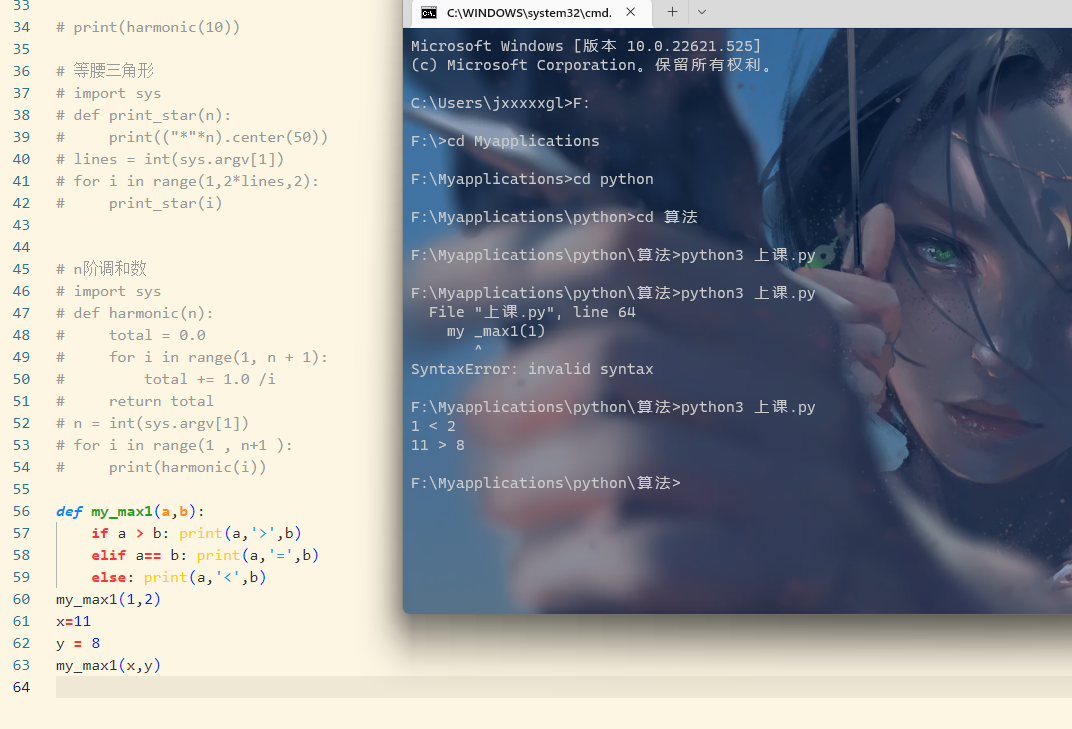 33
34 # print(harmonic(10))
35
36 # 等腰三角形
37 # import sys
38 # def print_star(n):
39 #     print(("*"*n).center(50))
40 # lines = int(sys.argv[1])
41 # for i in range(1,2*lines,2):
42 #     print_star(i)
43
44
45 # n阶调和数
46 # import sys
47 # def harmonic(n):
48 #     total = 0.0
49 #     for i in range(1, n + 1):
50 #         total += 1.0 /i
51 #     return total
52 # n = int(sys.argv[1])
53 # for i in range(1 , n+1 ):
54 #     print(harmonic(i))
55
56 def my_max1(a,b):
57     if a > b: print(a,'>',b)
58     elif a== b: print(a,'=',b)
59     else: print(a,'<',b)
60 my_max1(1,2)
61 x=11
62 y = 8
63 my_max1(x,y)
64
C:\WINDOWS\system32\cmd.
Microsoft Windows [版本 10.0.22621.525]
(c) Microsoft Corporation。保留所有权利。
C:\Users\jxxxxxgl>F:
F:\>cd Myapplications
F:\Myapplications>cd python
F:\Myapplications\python>cd 算法
F:\Myapplications\python\算法>python3 上课.py
F:\Myapplications\python\算法>python3 上课.py
  File "上课.py", line 64
    my _max1(1)
       ^
SyntaxError: invalid syntax
F:\Myapplications\python\算法>python3 上课.py
1 < 2
11 > 8
F:\Myapplications\python\算法>